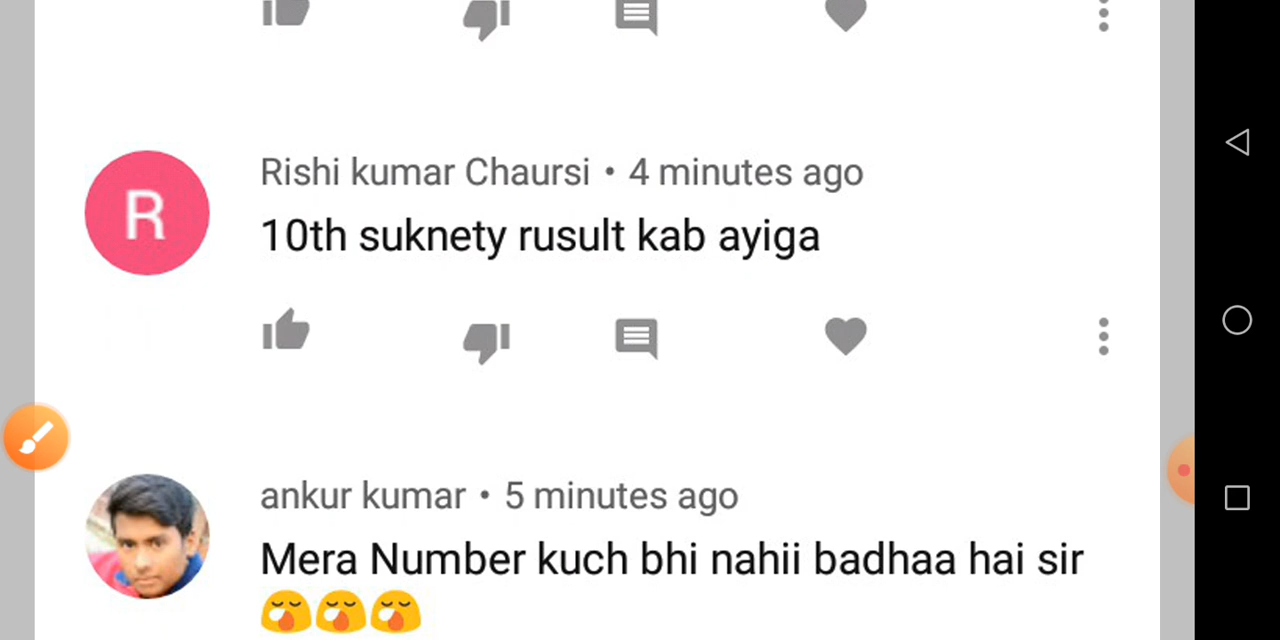 Rishi kumar Chaursi • 4 minutes ago
R
10th suknety rusult kab ayiga
ankur kumar • 5 minutes ago
Mera Number kuch bhi nahii badhaa hai sir